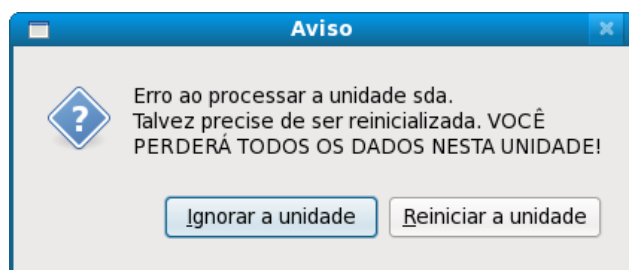 Aviso
Erro ao processar a unidade sda.
Talvez precise de ser reinicializada. VOCÊ
PERDERÁ TODOS OS DADOS NESTA UNIDADE!
Ignorar a unidade
Reiniciar a unidade